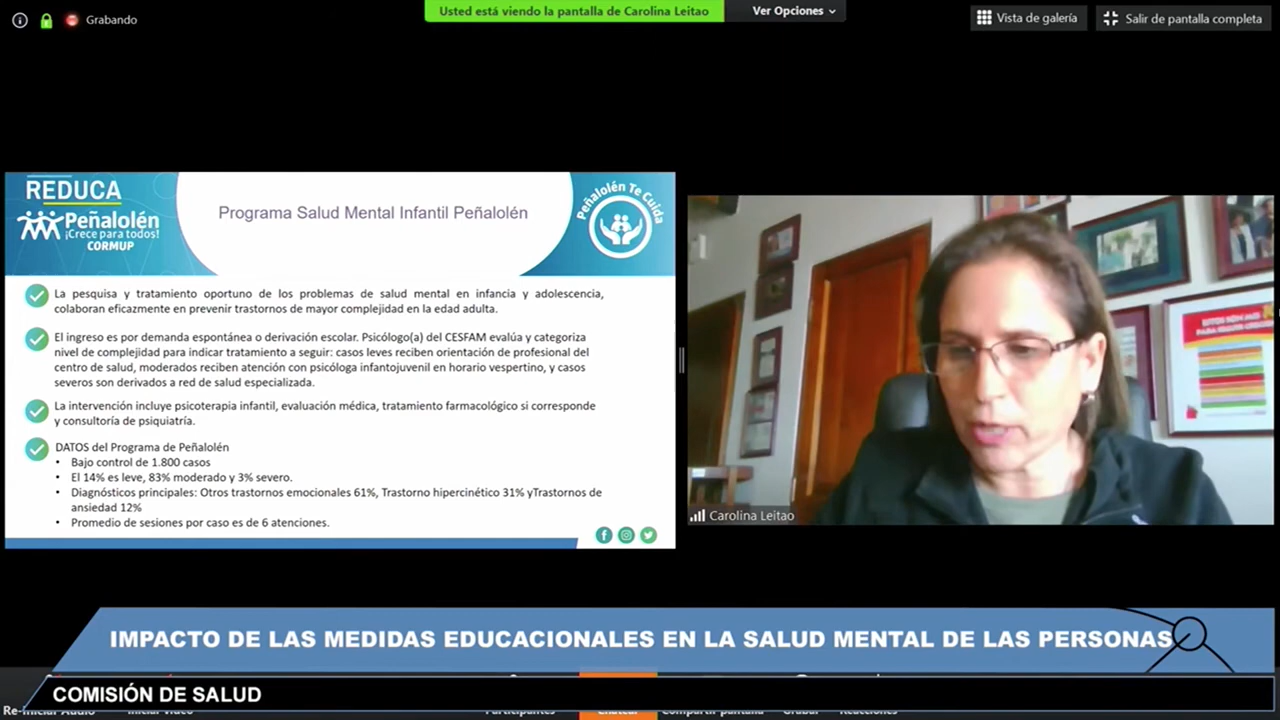 Grabando
Usted está viendo la pantalla de Carolina Leitao
Ver Opciones
Vista de galería
Salir de pantalla completa
REDUCA
Peñalolén
¡Crece para todos!
CORMUP
Programa Salud Mental Infantil Peñalolén
Peñalolén Te Cuida
La pesquisa y tratamiento oportuno de los problemas de salud mental en infancia y adolescencia,
colaboran eficazmente en prevenir trastornos de mayor complejidad en la edad adulta.
El ingreso es por demanda espontánea o derivación escolar. Psicólogo(a) del CESFAM evalúa y categoriza
nivel de complejidad para indicar tratamiento a seguir: casos leves reciben orientación de profesional del
centro de salud, moderados reciben atención con psicóloga infantojuvenil en horario vespertino, y casos
severos son derivados a red de salud especializada.
La intervención incluye psicoterapia infantil, evaluación médica, tratamiento farmacológico si corresponde
y consultoría de psiquiatría.
DATOS del Programa de Peñalolén
• Bajo control de 1.800 casos
• El 14% es leve, 83% moderado y 3% severo.
• Diagnósticos principales: Otros trastornos emocionales 61%, Trastorno hipercinético 31% yTrastornos de
ansiedad 12%
• Promedio de sesiones por caso es de 6 atenciones.
Carolina Leitao
IMPACTO DE LAS MEDIDAS EDUCACIONALES EN LA SALUD MENTAL DE LAS PERSONAS
COMISIÓN DE SALUD